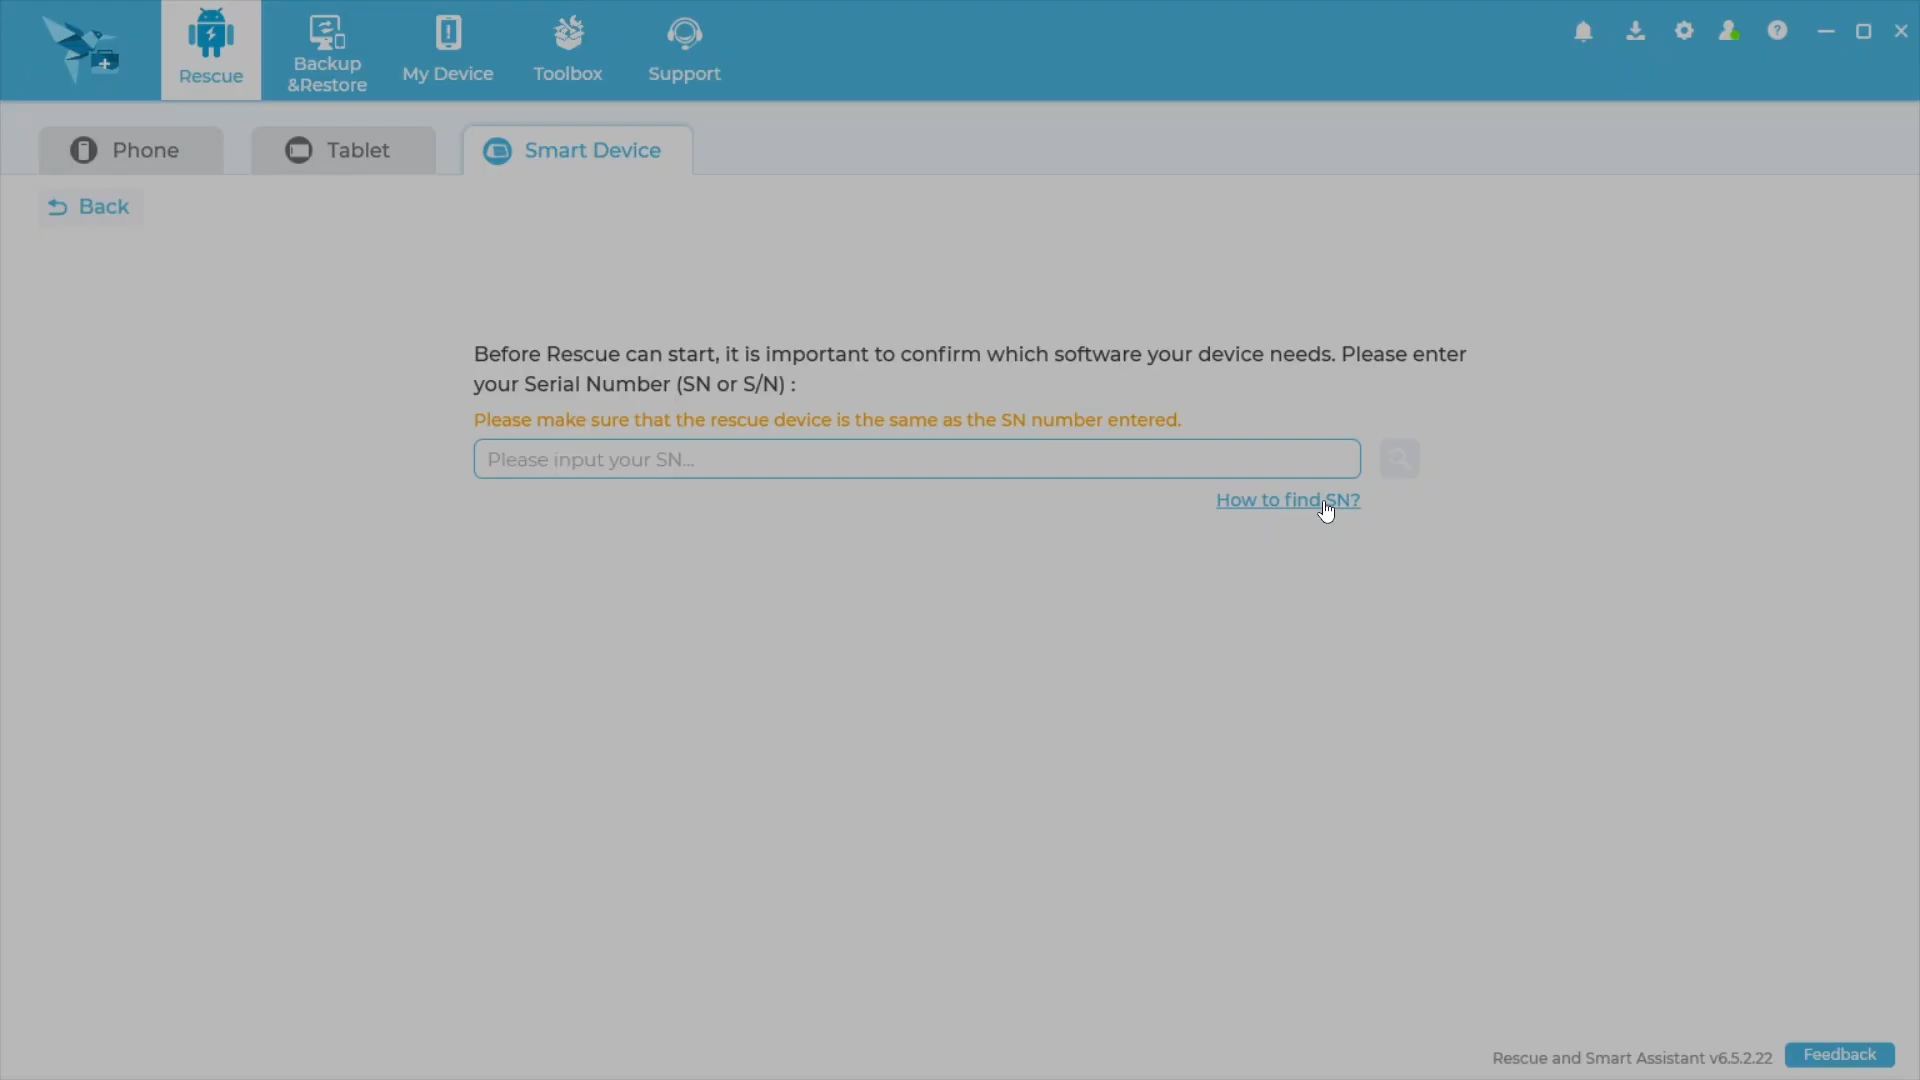 Rescue
Backup
&Restore
My Device
Toolbox
Support
Phone
Tablet
Smart Device
Back
Before Rescue can start, it is important to confirm which software your device needs. Please enter
your Serial Number (SN or S/N) :
Please make sure that the rescue device is the same as the SN number entered.
Please input your SN...
How to find SN?
Rescue and Smart Assistant v6.5.2.22
Feedback